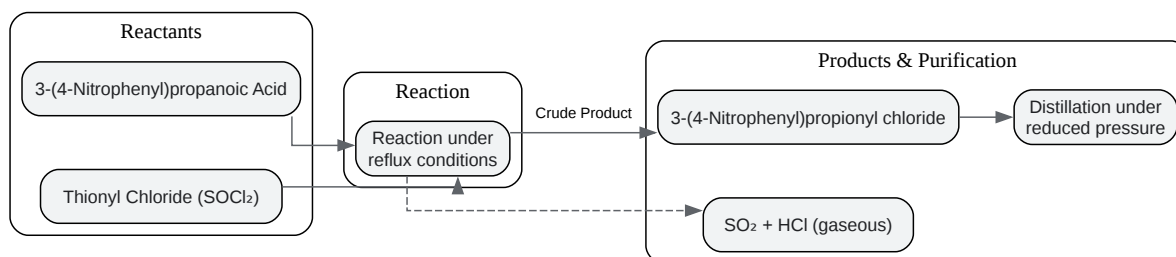 Reactants
3-(4-Nitrophenyl)propanoic Acid
Thionyl Chloride (SOCl₂)
Reaction
Reaction under
reflux conditions
Crude Product
Products & Purification
3-(4-Nitrophenyl)propionyl chloride
Distillation under
reduced pressure
SO₂ + HCl (gaseous)